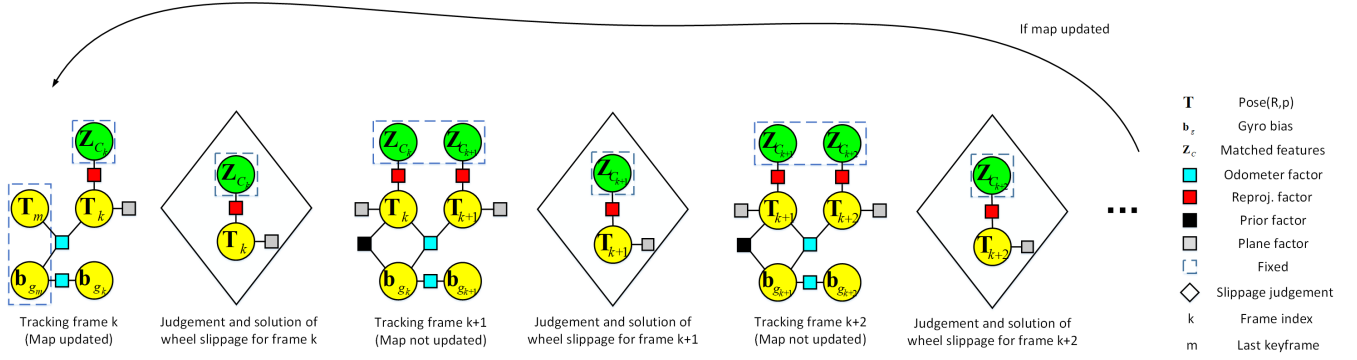 If map updated
Z_{C_k}
T_m T_k
b_{g_m} b_{g_k}
Tracking frame k
(Map updated)
Z_{C_k}
T_k
Judgement and solution of
wheel slippage for frame k
Z_{C_k} Z_{C_{k+1}}
T_k T_{k+1}
b_{g_k} b_{g_{k+1}}
Tracking frame k+1
(Map not updated)
Z_{C_{k+1}}
T_{k+1}
Judgement and solution of
wheel slippage for frame k+1
Z_{C_{k+1}} Z_{C_{k+2}}
T_{k+1} T_{k+2}
b_{g_{k+1}} b_{g_{k+2}}
Tracking frame k+2
(Map not updated)
Z_{C_{k+2}}
T_{k+2}
Judgement and solution of
wheel slippage for frame k+2
...
T Pose(R,p)
b_g Gyro bias
Z_C Matched features
Odometer factor
Reproj. factor
Prior factor
Plane factor
Fixed
Slippage judgement
k Frame index
m Last keyframe